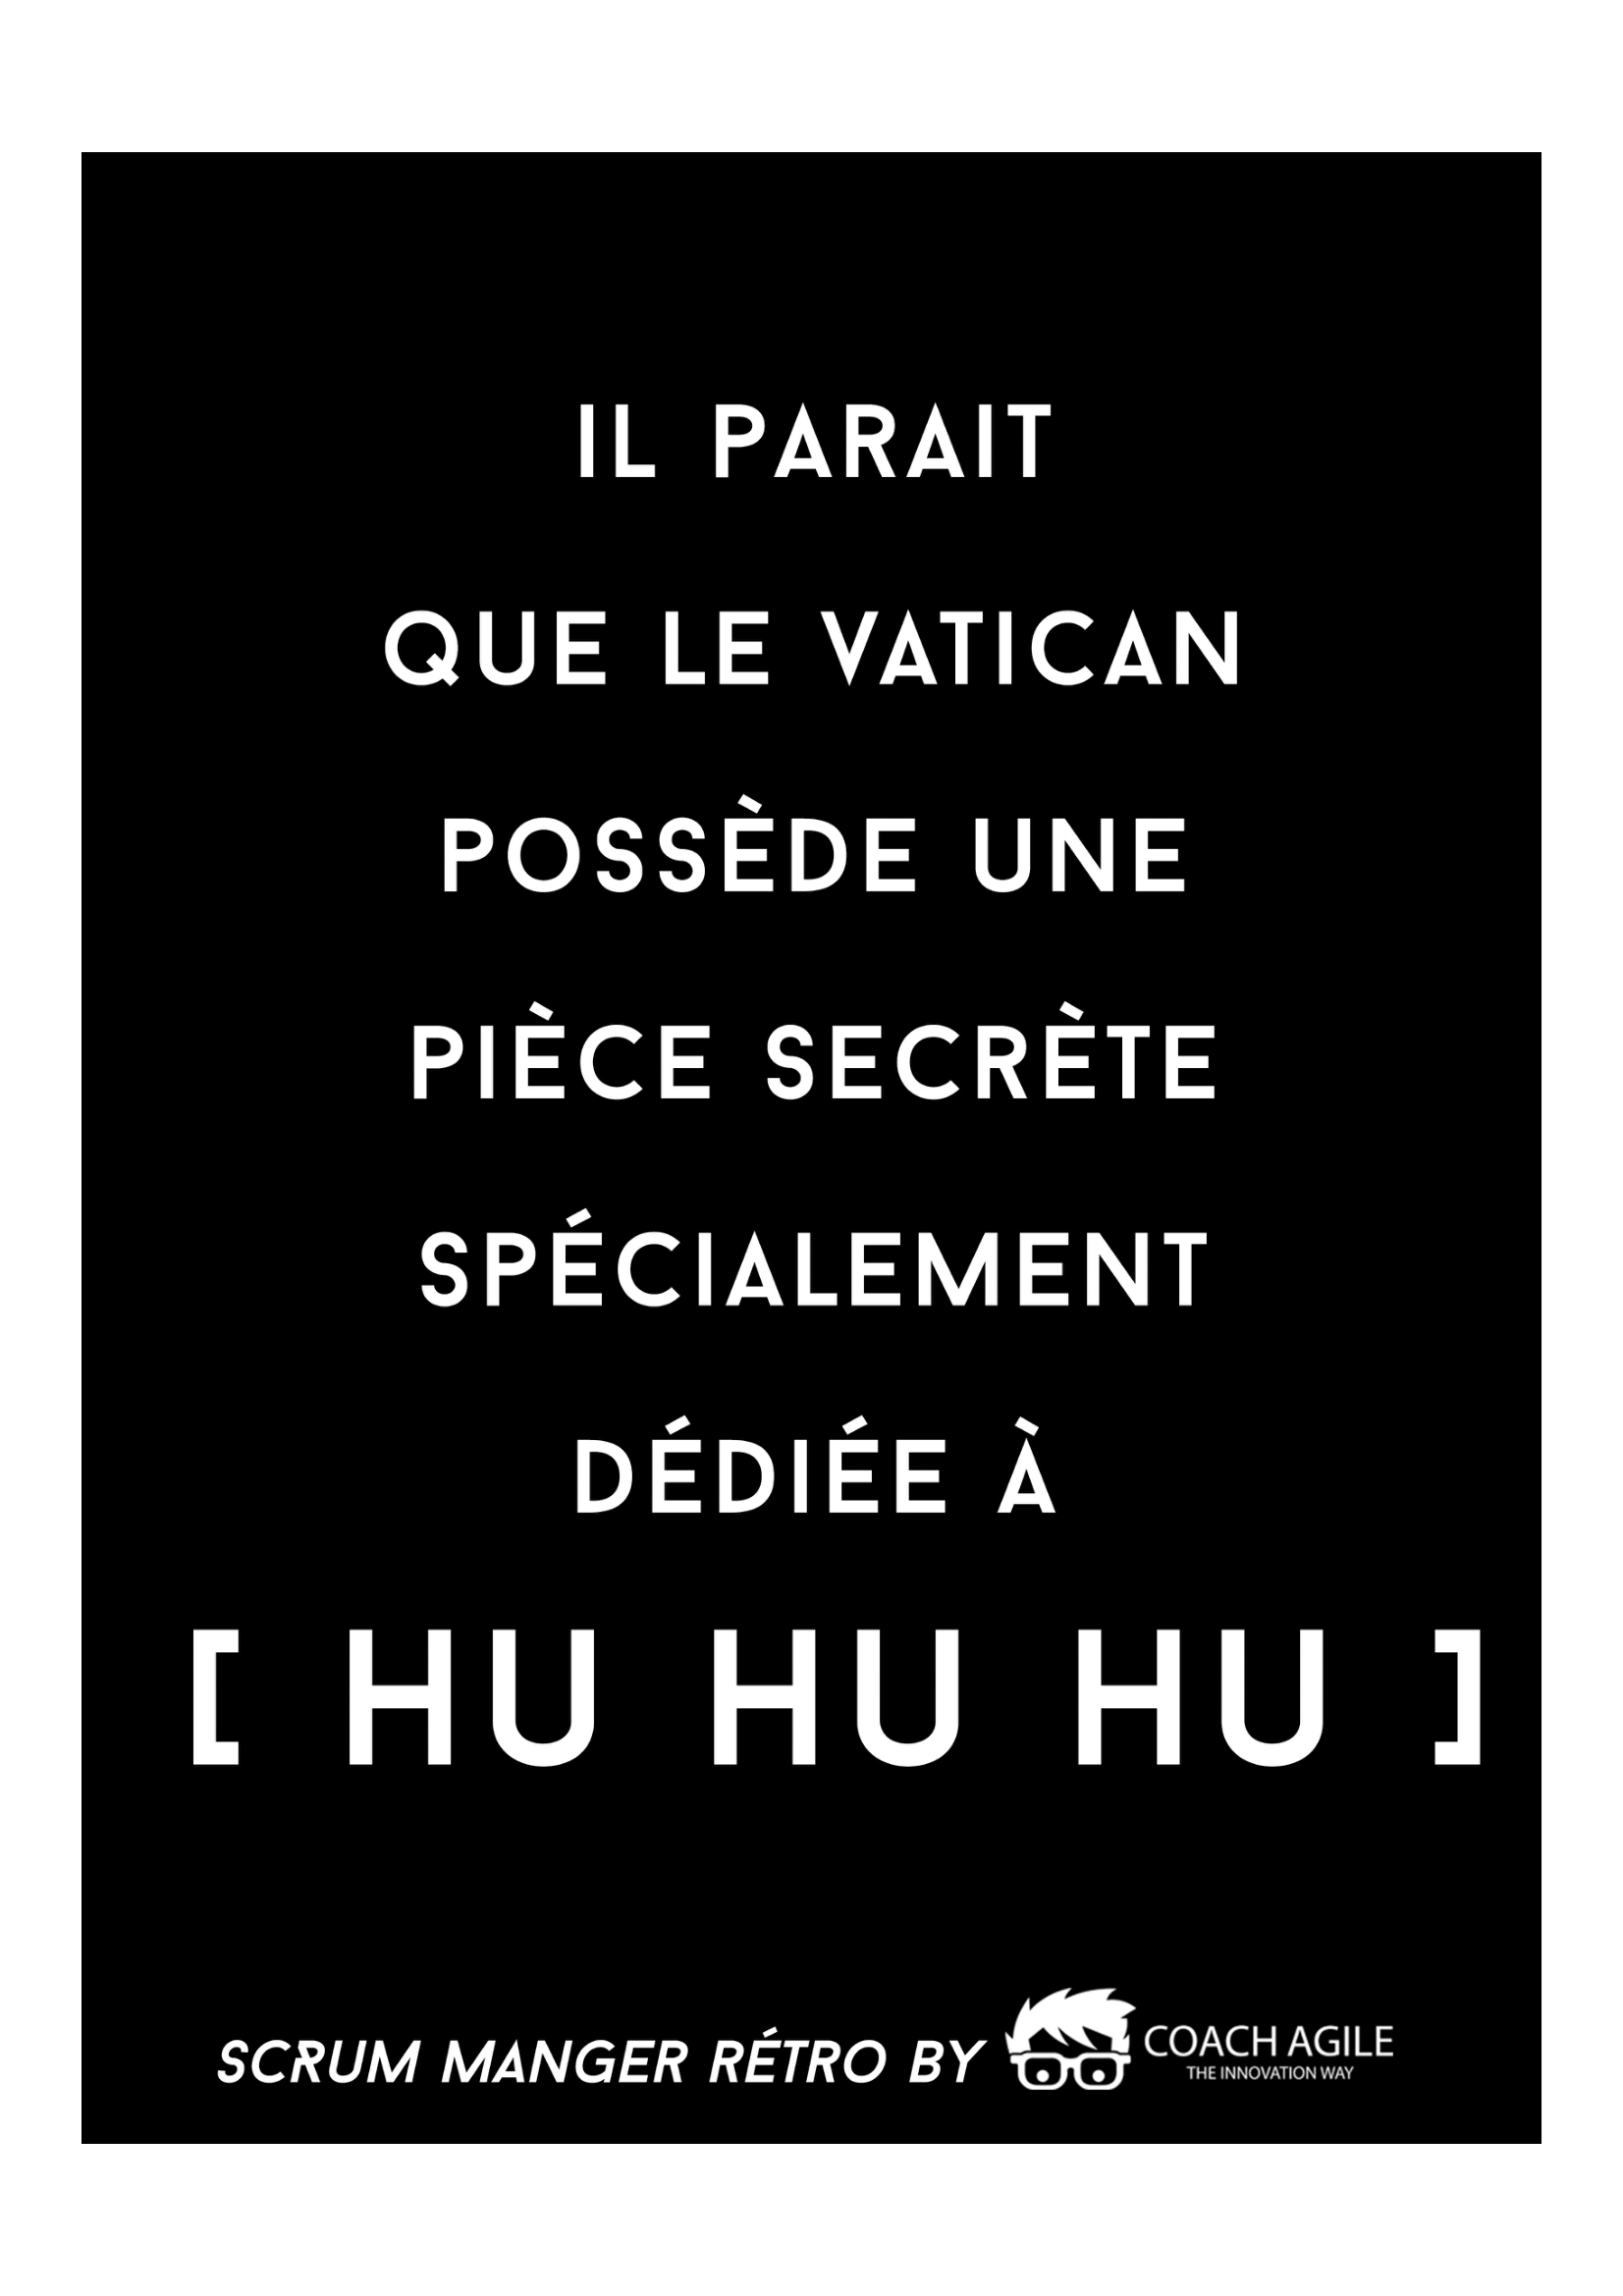 IL PARAIT
QUE LE VATICAN
POSSÈDE UNE
PIÈCE SECRÈTE
SPÉCIALEMENT
DÉDIÉE À
[ HU HU HU ]
SCRUM MANGER RÉTRO BY
COACH AGILE
THE INNOVATION WAY